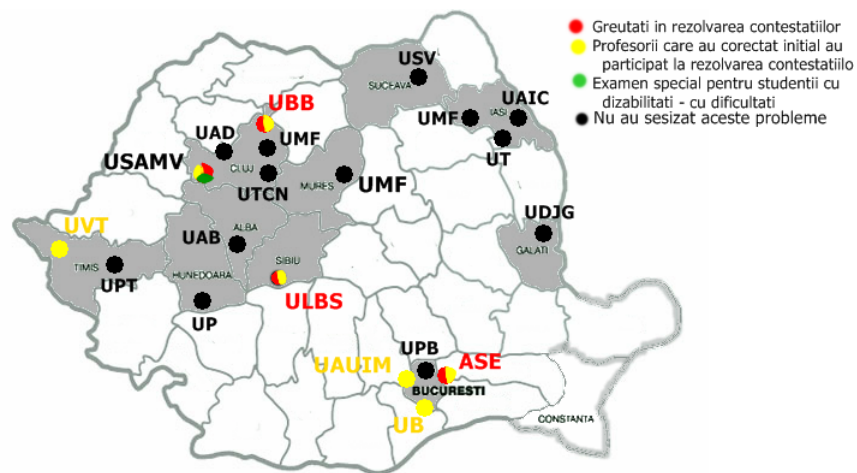 Greutati in rezolvarea contestatiilor
Profesorii care au corectat initial au
participat la rezolvarea contestatiilo
Examen special pentru studentii cu
dizabilitati - cu dificultati
Nu au sesizat aceste probleme
USV
SUCEAVA
UBB
UMF
UAIC
IASI
UAD
UMF
UT
USAMV
CLUJ
UTCN
MURES
UMF
UVT
UAB
ALBA
UDJG
GALATI
TIMIS
UPT
HUNEDOARA
SIBIU
UP
ULBS
UPB
ASE
UAUIM
BUCURESTI
UB
CONSTANTA